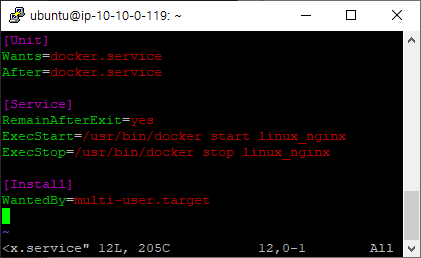 ubuntu@ip-10-10-0-119: ~
[Unit]
Wants=docker.service
After=docker.service

[Service]
RemainAfterExit=yes
ExecStart=/usr/bin/docker start linux_nginx
ExecStop=/usr/bin/docker stop linux_nginx

[Install]
WantedBy=multi-user.target

~
<x.service" 12L, 205C 12,0-1 All